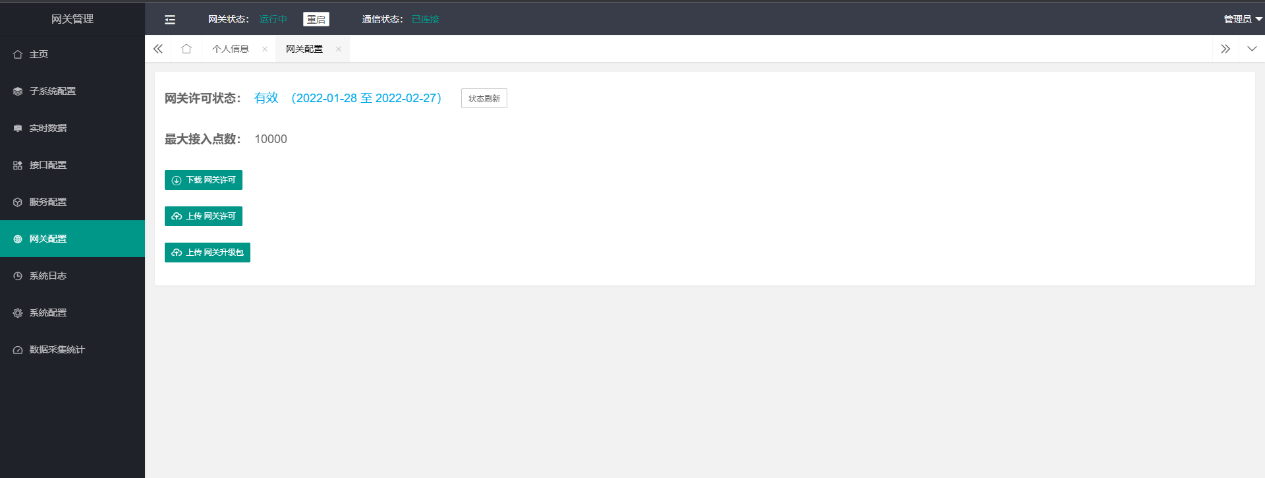 网关管理
网关状态： 运行中 重启 通信状态： 已连接 管理员
主页
子系统配置
实时数据
接口配置
服务配置
网关配置
系统日志
系统配置
数据采集统计
个人信息 × 网关配置 ×
网关许可状态： 有效 （2022-01-28 至 2022-02-27） 状态刷新
最大接入点数： 10000
下载 网关许可
上传 网关许可
上传 网关升级包